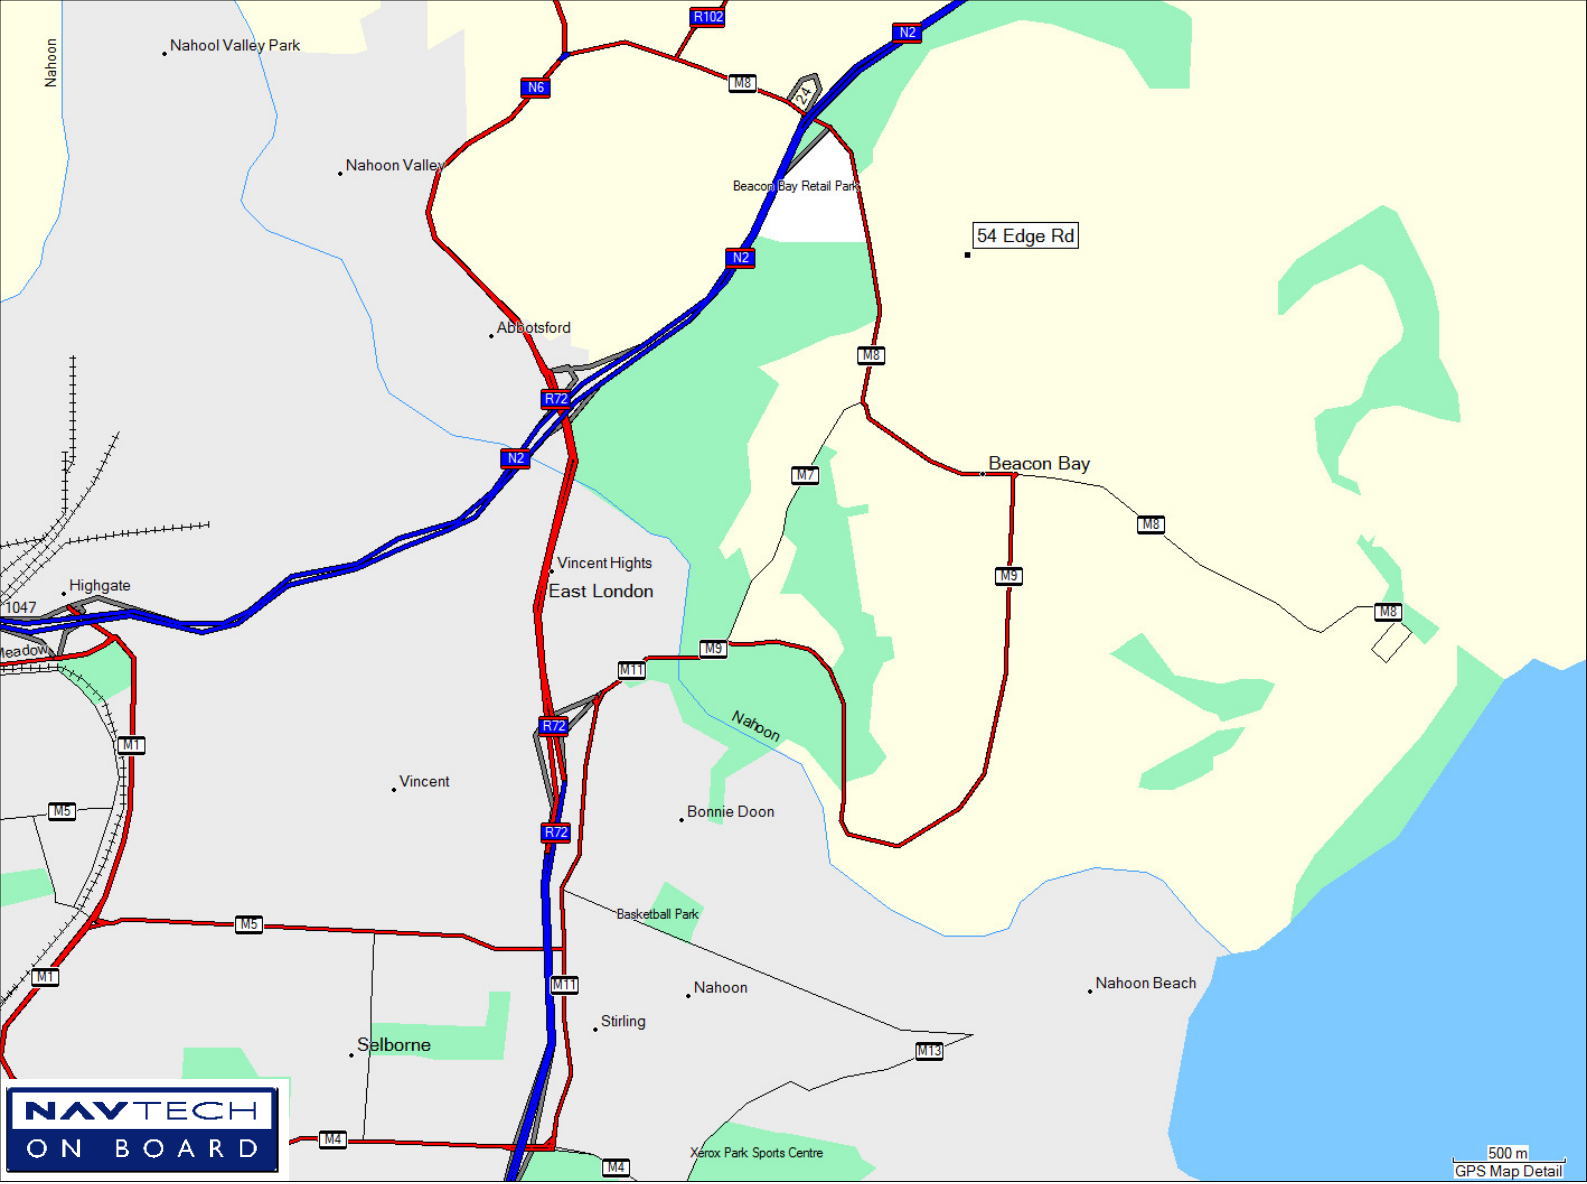 R102
N2
Nahool Valley Park
Nahoon
N6
M8
24
Nahoon Valley
Beacon Bay Retail Park
54 Edge Rd
N2
Abbotsford
M8
R72
N2
M7
Beacon Bay
M8
Vincent Hights
M9
Highgate
East London
1047
M8
Meadow
M9
M11
R72
Nahoon
M1
Vincent
M5
Bonnie Doon
R72
Basketball Park
M5
M1
M11
Nahoon
Nahoon Beach
Stirling
Selborne
M13
NAVTECH
ON BOARD
M4
M4
Xerox Park Sports Centre
500 m
GPS Map Detail